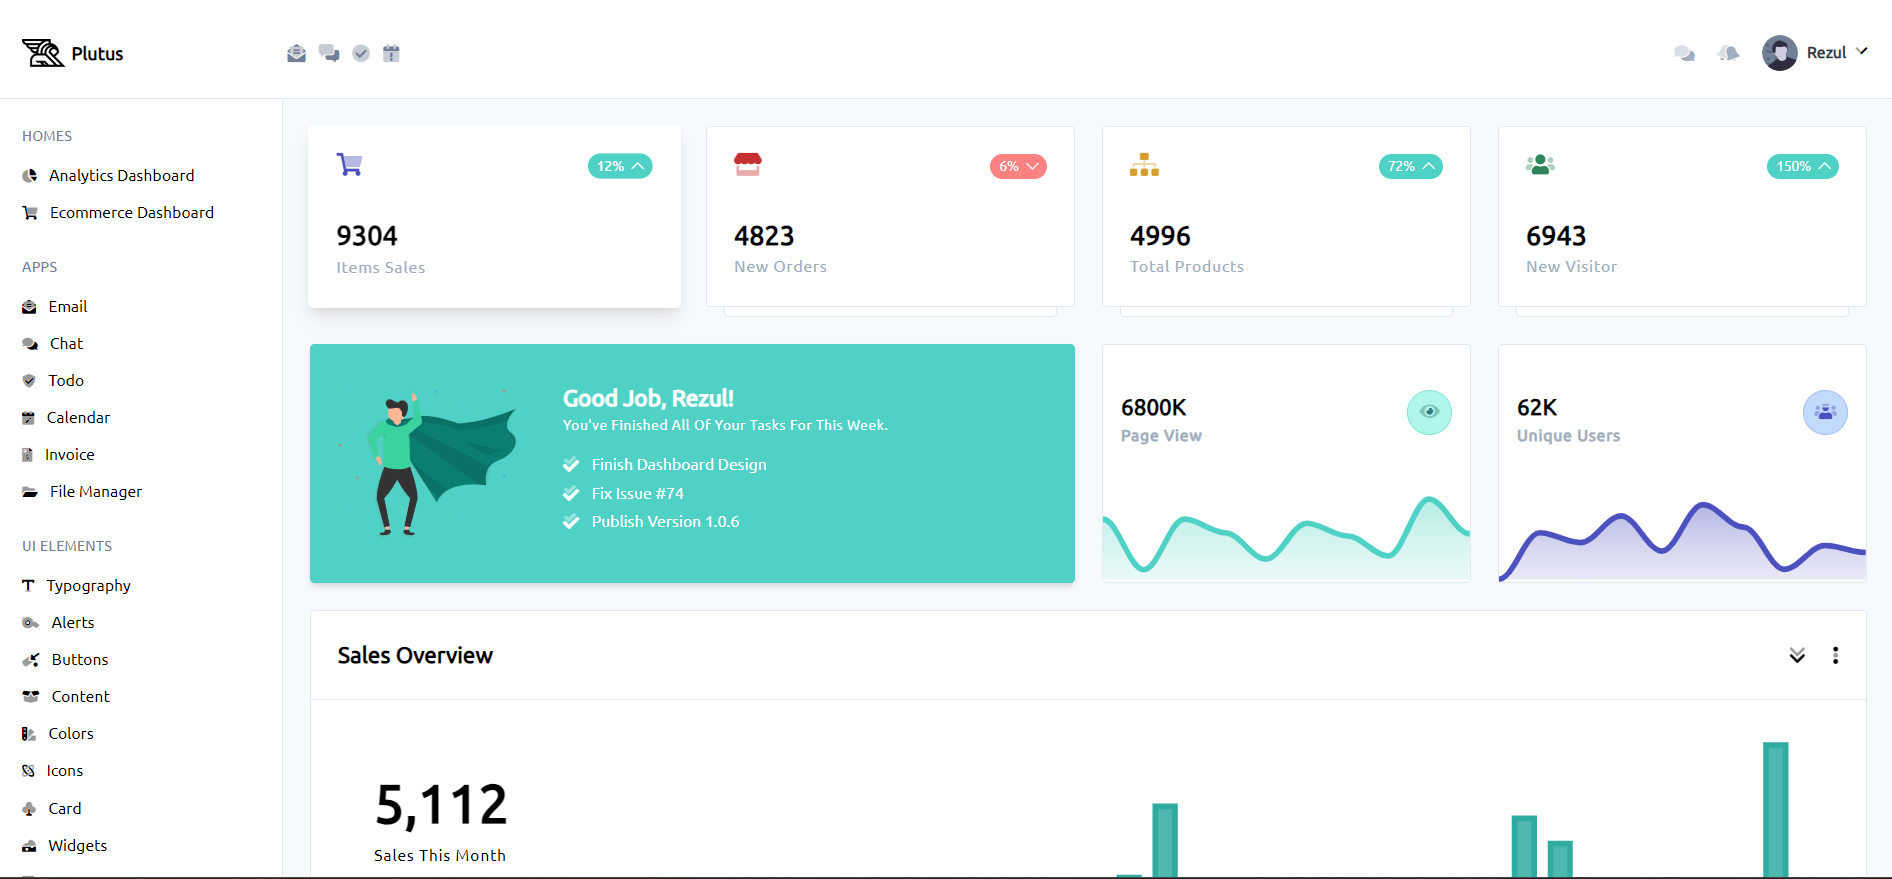 Plutus
Rezul
HOMES
Analytics Dashboard
Ecommerce Dashboard
APPS
Email
Chat
Todo
Calendar
Invoice
File Manager
UI ELEMENTS
Typography
Alerts
Buttons
Content
Colors
Icons
Card
Widgets
12%
9304
Items Sales
6%
4823
New Orders
72%
4996
Total Products
150%
6943
New Visitor
Good Job, Rezul!
You've Finished All Of Your Tasks For This Week.
Finish Dashboard Design
Fix Issue #74
Publish Version 1.0.6
6800K
Page View
62K
Unique Users
Sales Overview
5,112
Sales This Month